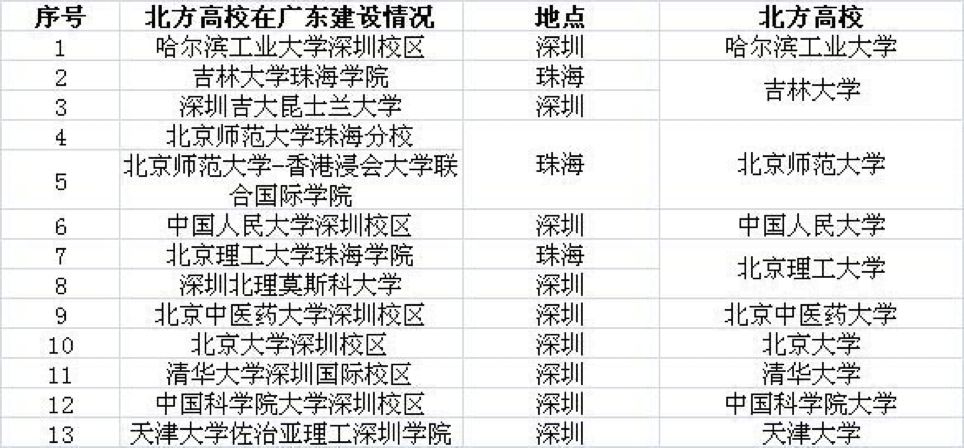 序号 北方高校在广东建设情况 地点 北方高校
1 哈尔滨工业大学深圳校区 深圳 哈尔滨工业大学
2 吉林大学珠海学院 珠海 吉林大学
3 深圳吉大昆士兰大学 深圳
4 北京师范大学珠海分校 珠海 北京师范大学
5 北京师范大学-香港浸会大学联
合国际学院
6 中国人民大学深圳校区 深圳 中国人民大学
7 北京理工大学珠海学院 珠海 北京理工大学
8 深圳北理莫斯科大学 深圳
9 北京中医药大学深圳校区 深圳 北京中医药大学
10 北京大学深圳校区 深圳 北京大学
11 清华大学深圳国际校区 深圳 清华大学
12 中国科学院大学深圳校区 深圳 中国科学院大学
13 天津大学佐治亚理工深圳学院 深圳 天津大学